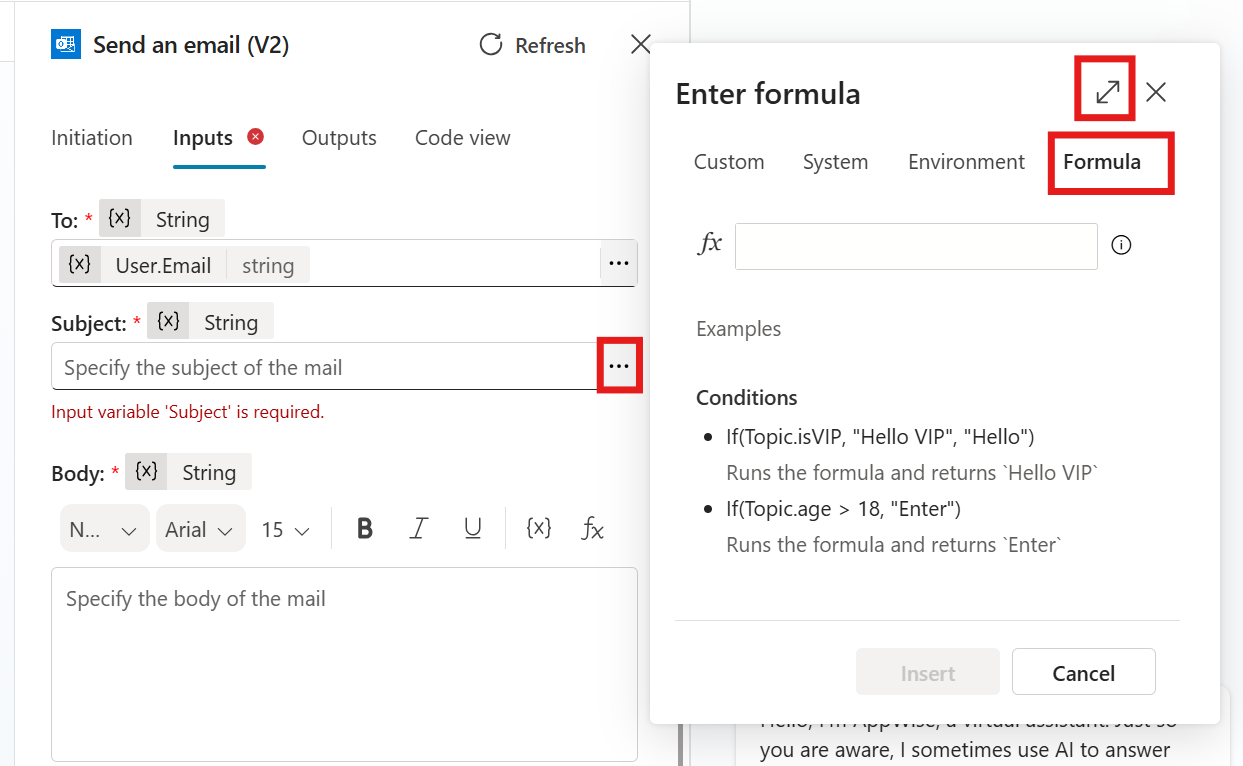 Send an email (V2)
Refresh
Initiation
Inputs
Outputs
Code view
To: * {x} String
{x} User.Email string
...
Subject: * {x} String
Specify the subject of the mail
...
Input variable 'Subject' is required.
Body: * {x} String
N...
Arial
15
B
I
U
{x}
fx
Specify the body of the mail
Enter formula
Custom
System
Environment
Formula
fx
Examples
Conditions
• If(Topic.isVIP, "Hello VIP", "Hello")
Runs the formula and returns `Hello VIP`
• If(Topic.age > 18, "Enter")
Runs the formula and returns `Enter`
Insert
Cancel
Hello, I'm AppWise, a virtual assistant. Just so
you are aware, I sometimes use AI to answer